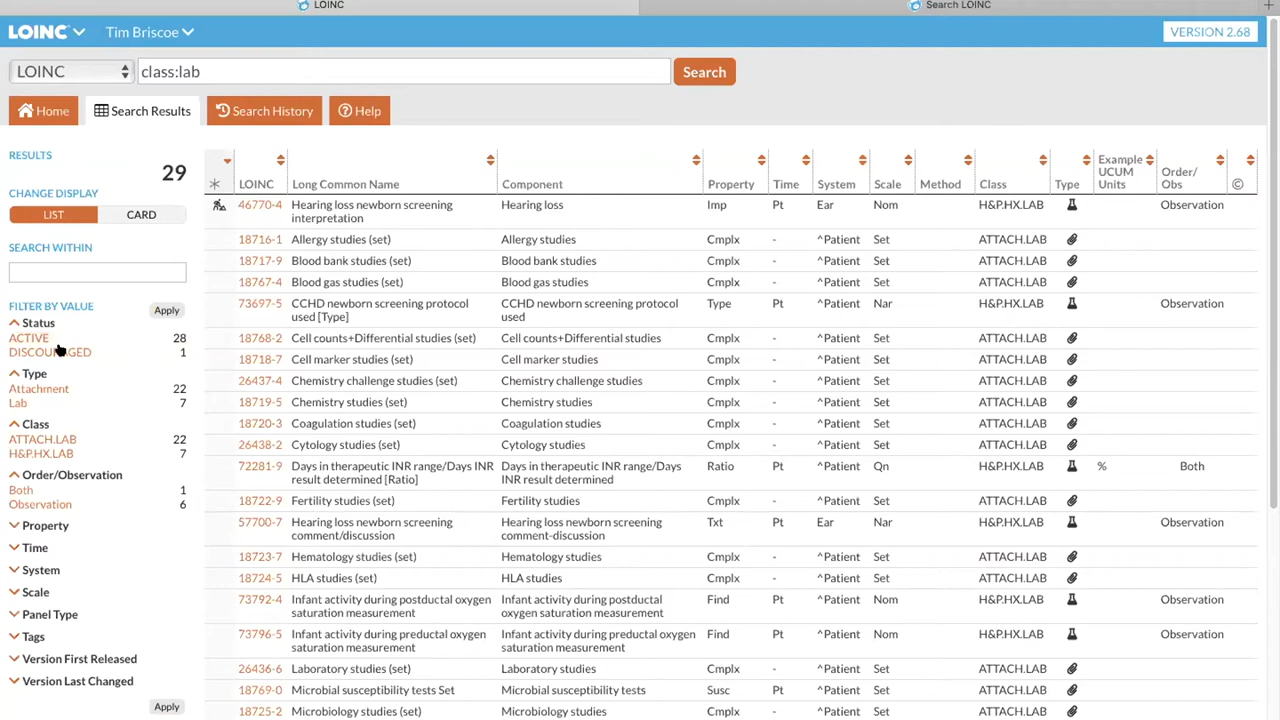 LOINC
Search LOINC
LOINC Tim Briscoe VERSION 2.68
LOINC class:lab Search
Home Search Results Search History Help
RESULTS
29
CHANGE DISPLAY
LIST CARD
SEARCH WITHIN
FILTER BY VALUE Apply
Status
ACTIVE 28
DISCOURAGED 1
Type
Attachment 22
Lab 7
Class
ATTACH.LAB 22
H&P.HX.LAB 7
Order/Observation
Both 1
Observation 6
Property
Time
System
Scale
Panel Type
Tags
Version First Released
Version Last Changed
Apply
* LOINC Long Common Name Component Property Time System Scale Method Class Type Example UCUM Units Order/Obs ©
46770-4 Hearing loss newborn screening Hearing loss Imp Pt Ear Nom H&P.HX.LAB Observation
interpretation
18716-1 Allergy studies (set) Allergy studies Cmplx - ^Patient Set ATTACH.LAB
18717-9 Blood bank studies (set) Blood bank studies Cmplx - ^Patient Set ATTACH.LAB
18767-4 Blood gas studies (set) Blood gas studies Cmplx - ^Patient Set ATTACH.LAB
73697-5 CCHD newborn screening protocol CCHD newborn screening protocol Type Pt ^Patient Nar H&P.HX.LAB Observation
used [Type] used
18768-2 Cell counts+Differential studies (set) Cell counts+Differential studies Cmplx - ^Patient Set ATTACH.LAB
18718-7 Cell marker studies (set) Cell marker studies Cmplx - ^Patient Set ATTACH.LAB
26437-4 Chemistry challenge studies (set) Chemistry challenge studies Cmplx - ^Patient Set ATTACH.LAB
18719-5 Chemistry studies (set) Chemistry studies Cmplx - ^Patient Set ATTACH.LAB
18720-3 Coagulation studies (set) Coagulation studies Cmplx - ^Patient Set ATTACH.LAB
26438-2 Cytology studies (set) Cytology studies Cmplx - ^Patient Set ATTACH.LAB
72281-9 Days in therapeutic INR range/Days INR Days in therapeutic INR range/Days Ratio Pt ^Patient Qn H&P.HX.LAB % Both
result determined [Ratio] INR result determined
18722-9 Fertility studies (set) Fertility studies Cmplx - ^Patient Set ATTACH.LAB
57700-7 Hearing loss newborn screening Hearing loss newborn screening Txt Pt Ear Nar H&P.HX.LAB Observation
comment/discussion comment-discussion
18723-7 Hematology studies (set) Hematology studies Cmplx - ^Patient Set ATTACH.LAB
18724-5 HLA studies (set) HLA studies Cmplx - ^Patient Set ATTACH.LAB
73792-4 Infant activity during postductal oxygen Infant activity during postductal Find Pt ^Patient Nom H&P.HX.LAB Observation
saturation measurement oxygen saturation measurement
73796-5 Infant activity during preductal oxygen Infant activity during preductal oxygen Find Pt ^Patient Nom H&P.HX.LAB Observation
saturation measurement saturation measurement
26436-6 Laboratory studies (set) Laboratory studies Cmplx - ^Patient Set ATTACH.LAB
18769-0 Microbial susceptibility tests Set Microbial susceptibility tests Susc Pt ^Patient Set ATTACH.LAB
18725-2 Microbiology studies (set) Microbiology studies Cmplx - ^Patient Set ATTACH.LAB